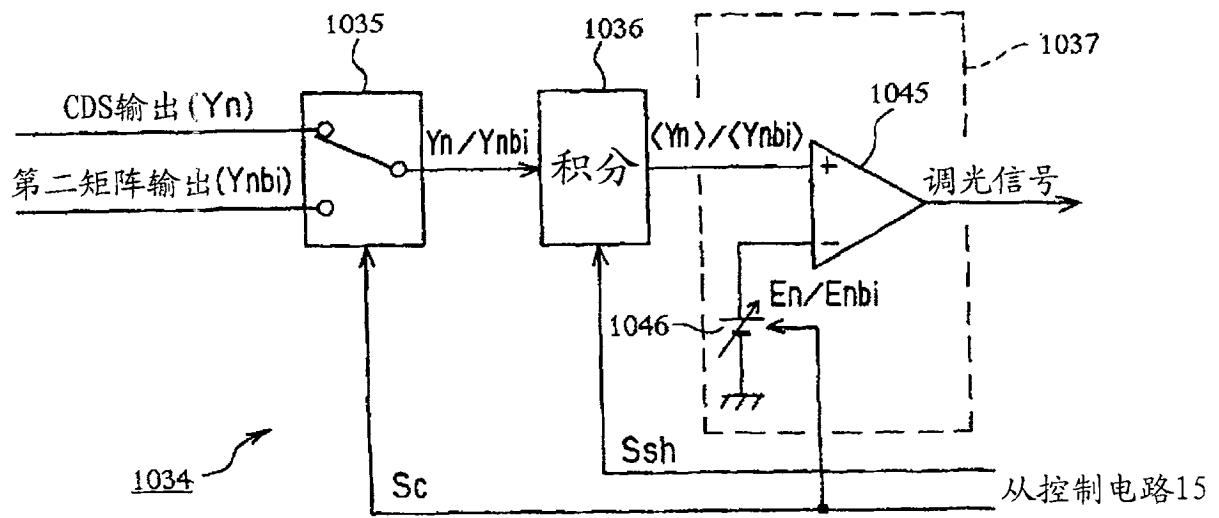 1035
1036
1037
CDS输出(Yn)
1045
Yn/Ynbi
积分
⟨Yn⟩/⟨Ynbi⟩
+
第二矩阵输出(Ynbi)
调光信号
−
En/Enbi
1046
Ssh
1034
Sc
从控制电路15